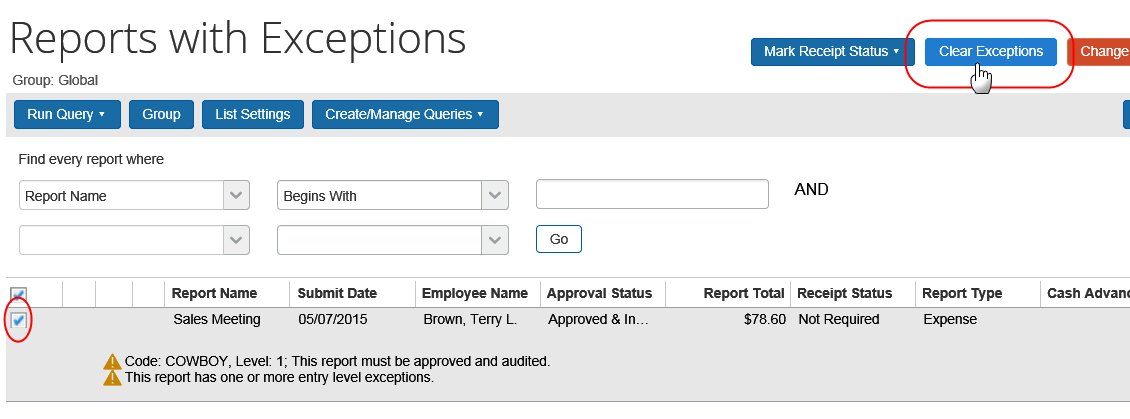 Reports with Exceptions
Mark Receipt Status
Clear Exceptions
Change
Group: Global
Run Query
Group
List Settings
Create/Manage Queries
Find every report where
Report Name
Begins With
AND
Go
Report Name Submit Date Employee Name Approval Status Report Total Receipt Status Report Type Cash Advanc
Sales Meeting 05/07/2015 Brown, Terry L. Approved & In... $78.60 Not Required Expense
Code: COWBOY, Level: 1; This report must be approved and audited.
This report has one or more entry level exceptions.